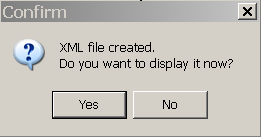 Confirm
XML file created.
Do you want to display it now?
Yes
No